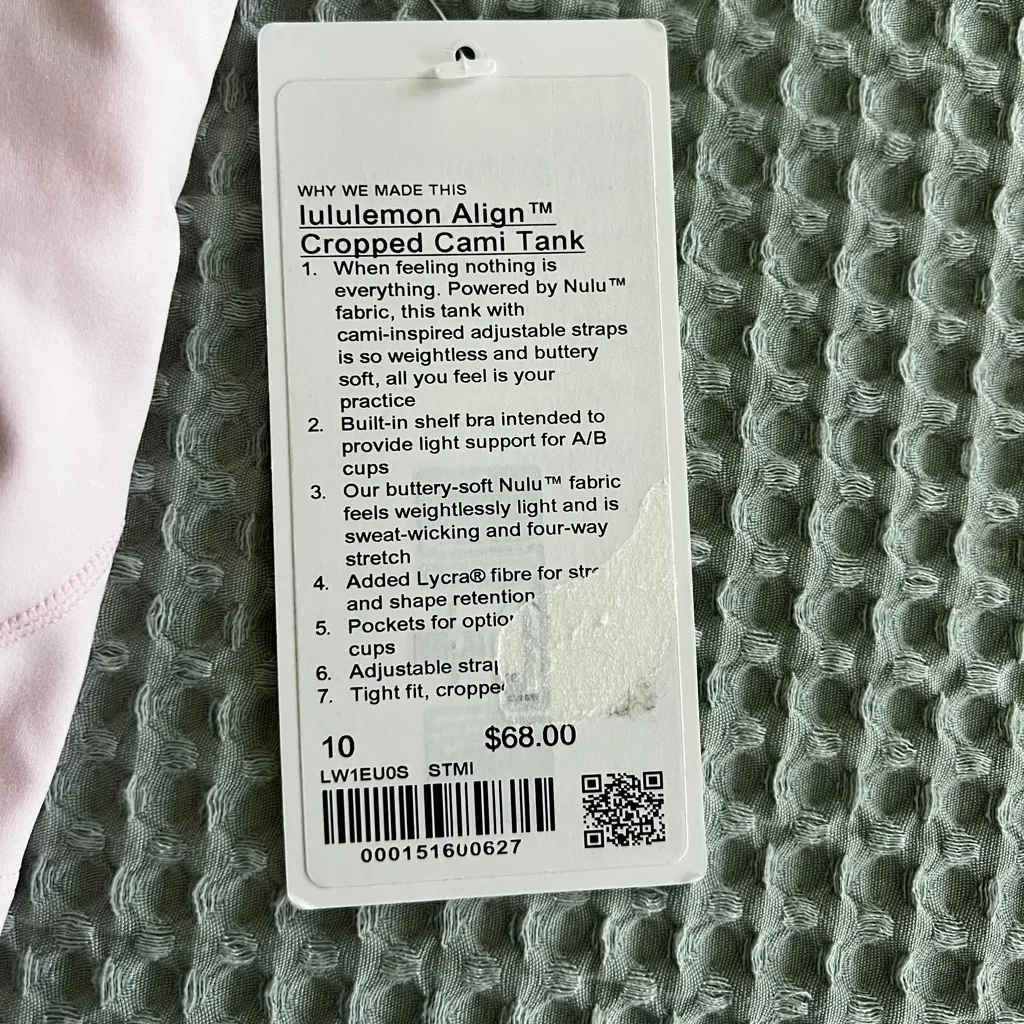 WHY WE MADE THIS
lululemon Align™
Cropped Cami Tank
1. When feeling nothing is
everything. Powered by Nulu™
fabric, this tank with
cami-inspired adjustable straps
is so weightless and buttery
soft, all you feel is your
practice
2. Built-in shelf bra intended to
provide light support for A/B
cups
3. Our buttery-soft Nulu™ fabric
feels weightlessly light and is
sweat-wicking and four-way
stretch
4. Added Lycra® fibre for
and shape retention
5. Pockets for
cups
6. Adjustable
7. Tight fit,
10 $68.00
LW1EU0S STMI
000151600627